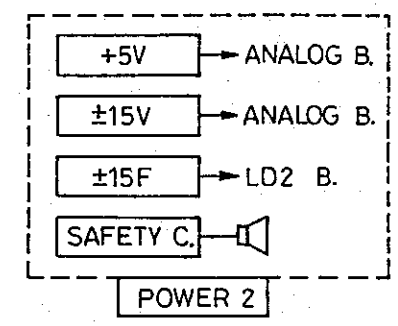 +5V ANALOG B.
±15V ANALOG B.
±15F LD2 B.
SAFETY C.
POWER 2